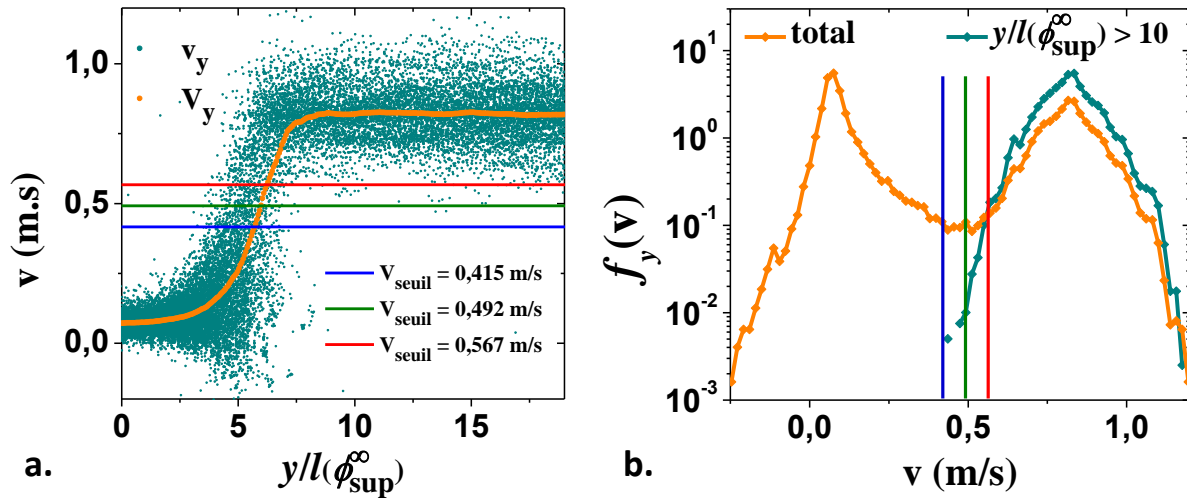 v_y
V_y
1,0
0,5
0,0
v (m.s)
V_seuil = 0,415 m/s
V_seuil = 0,492 m/s
V_seuil = 0,567 m/s
0 5 10 15
y/l(ϕ_sup^∞)
a.
total
y/l(ϕ_sup^∞) > 10
10^1
10^0
10^-1
10^-2
10^-3
f_y(v)
0,0 0,5 1,0
v (m/s)
b.